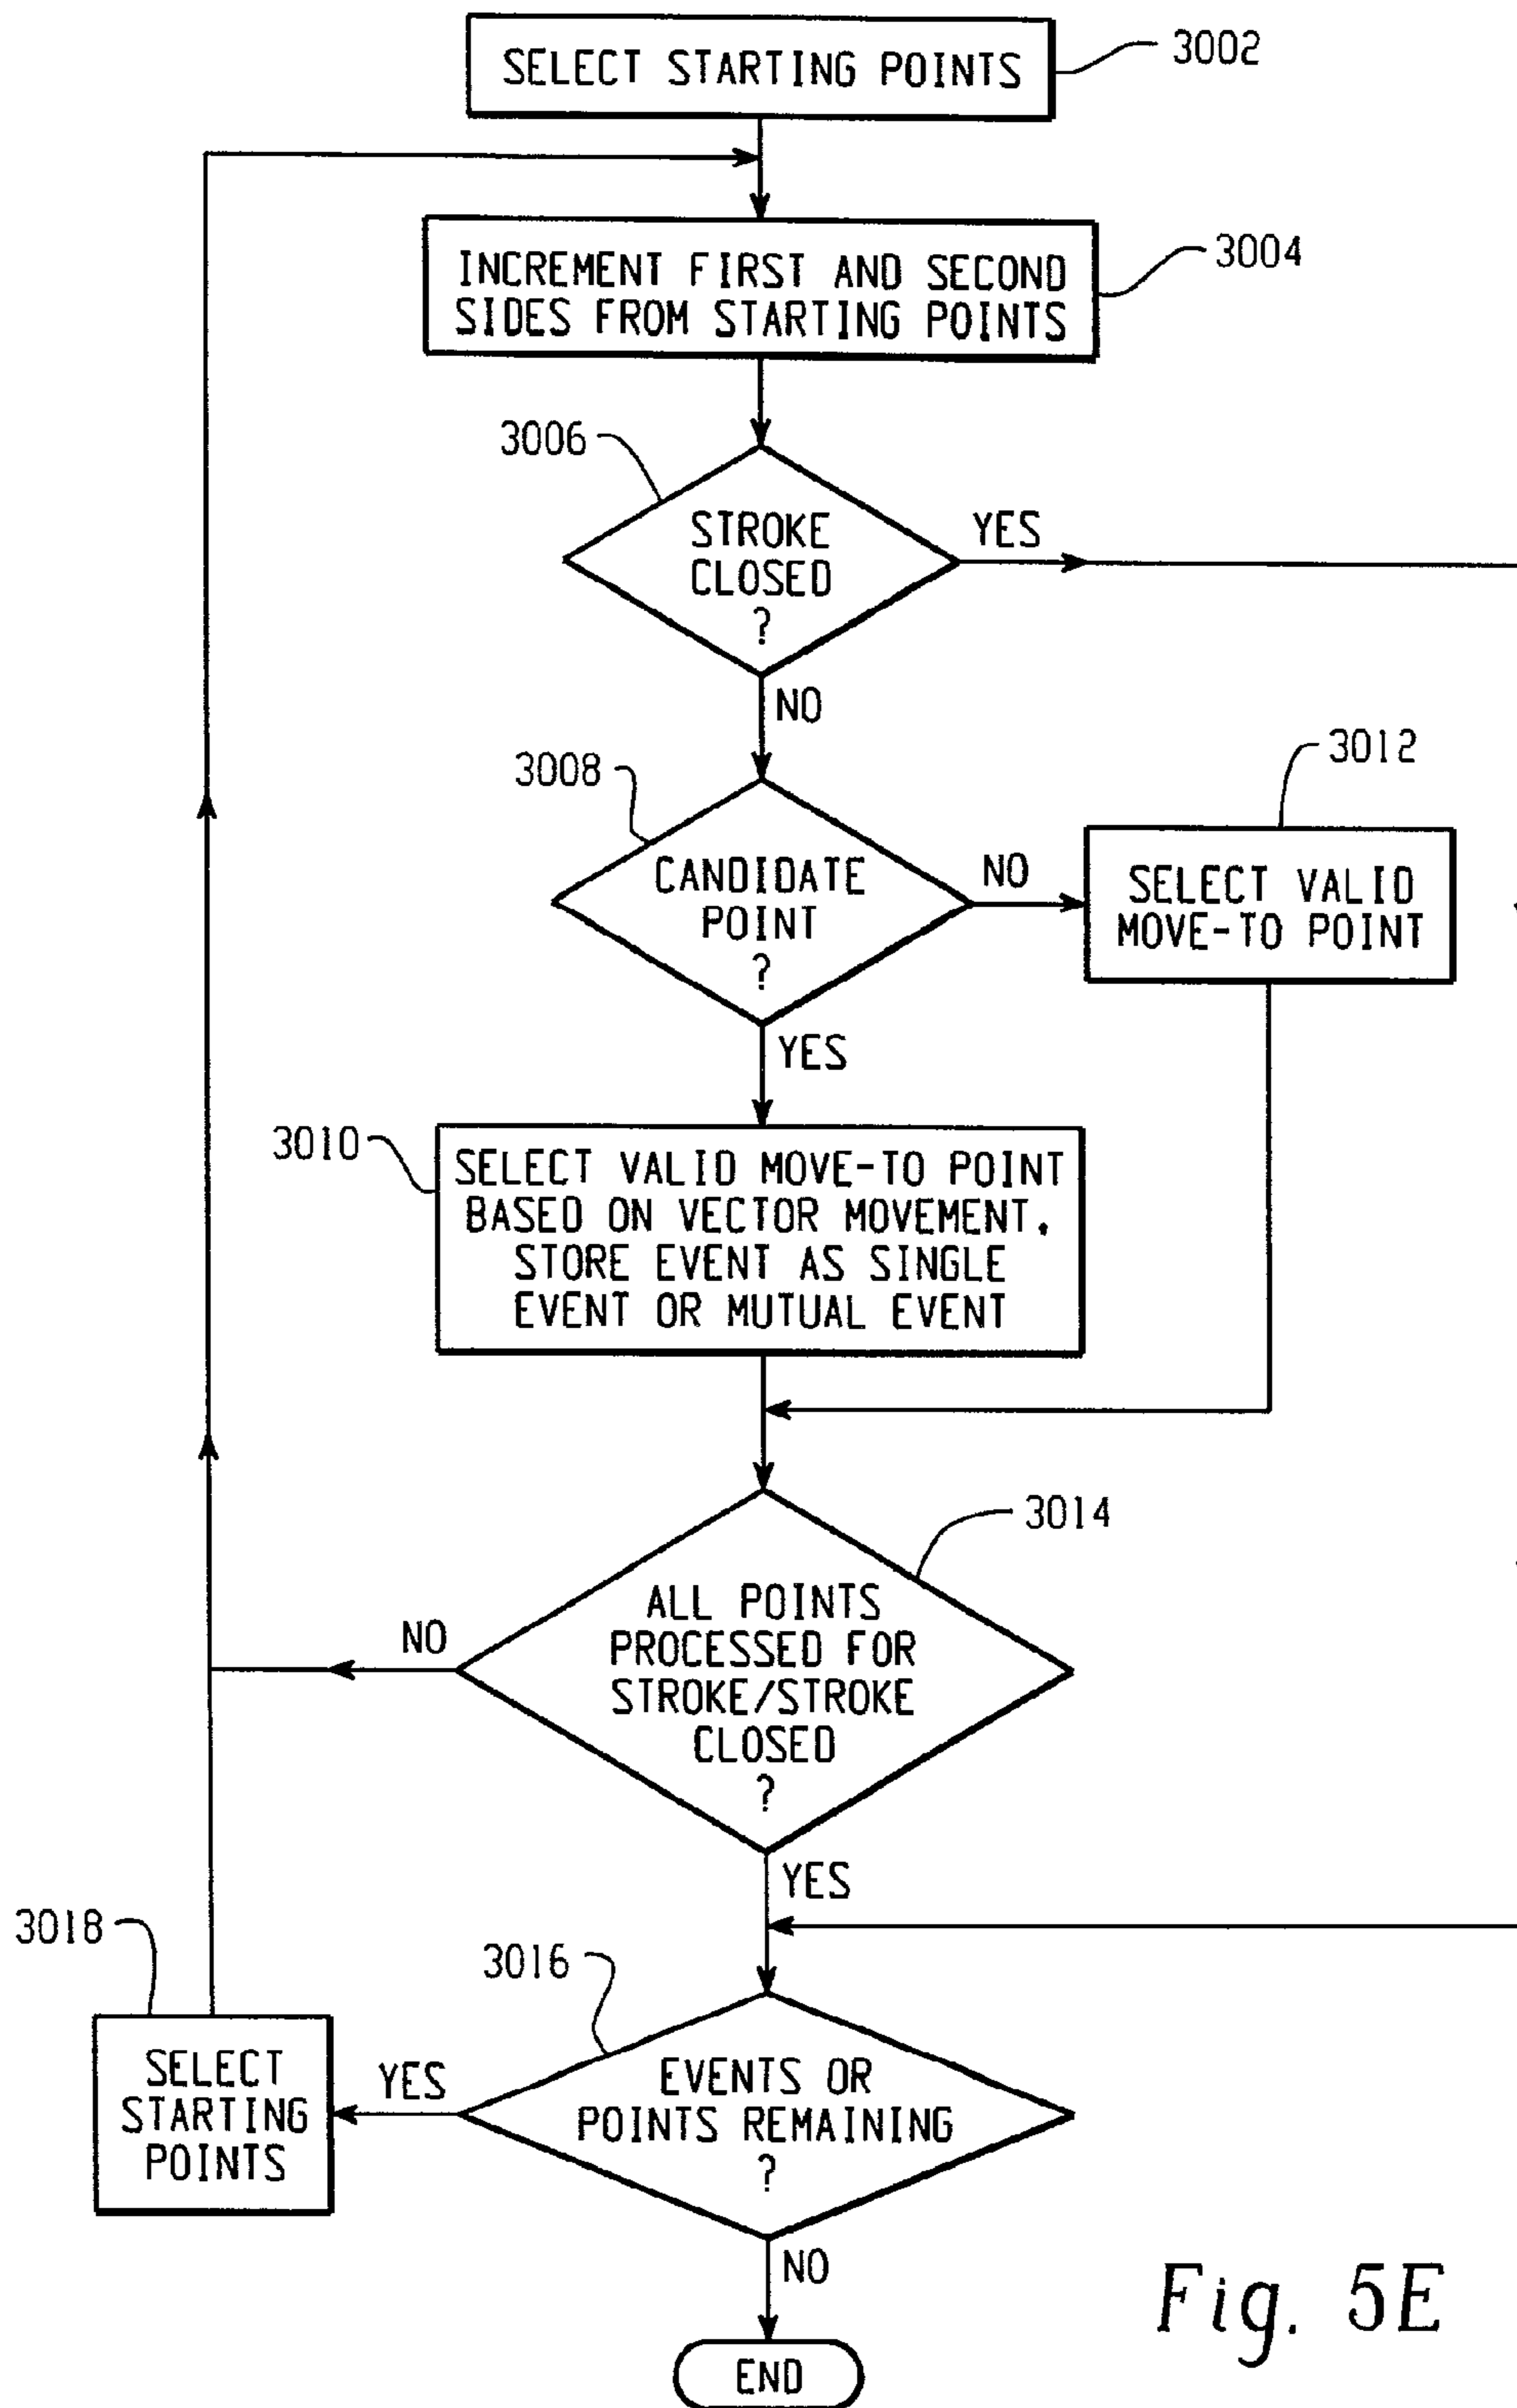 SELECT STARTING POINTS
3002
INCREMENT FIRST AND SECOND
SIDES FROM STARTING POINTS
3004
3006
STROKE
CLOSED
?
YES
NO
3008
CANDIDATE
POINT
?
NO
3012
SELECT VALID
MOVE-TO POINT
YES
3010
SELECT VALID MOVE-TO POINT
BASED ON VECTOR MOVEMENT.
STORE EVENT AS SINGLE
EVENT OR MUTUAL EVENT
3014
ALL POINTS
PROCESSED FOR
STROKE/STROKE
CLOSED
?
NO
YES
3018
SELECT
STARTING
POINTS
3016
EVENTS OR
POINTS REMAINING
?
YES
NO
END
Fig. 5E